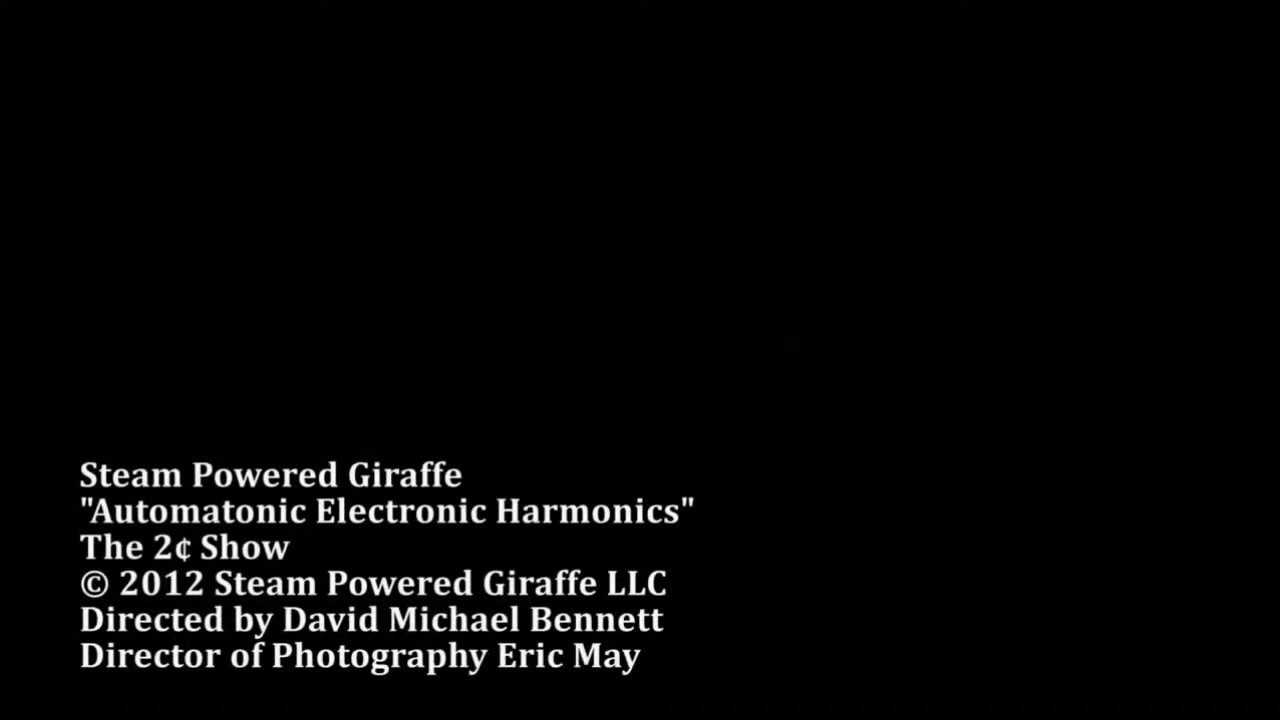 Steam Powered Giraffe
"Automatonic Electronic Harmonics"
The 2¢ Show
© 2012 Steam Powered Giraffe LLC
Directed by David Michael Bennett
Director of Photography Eric May